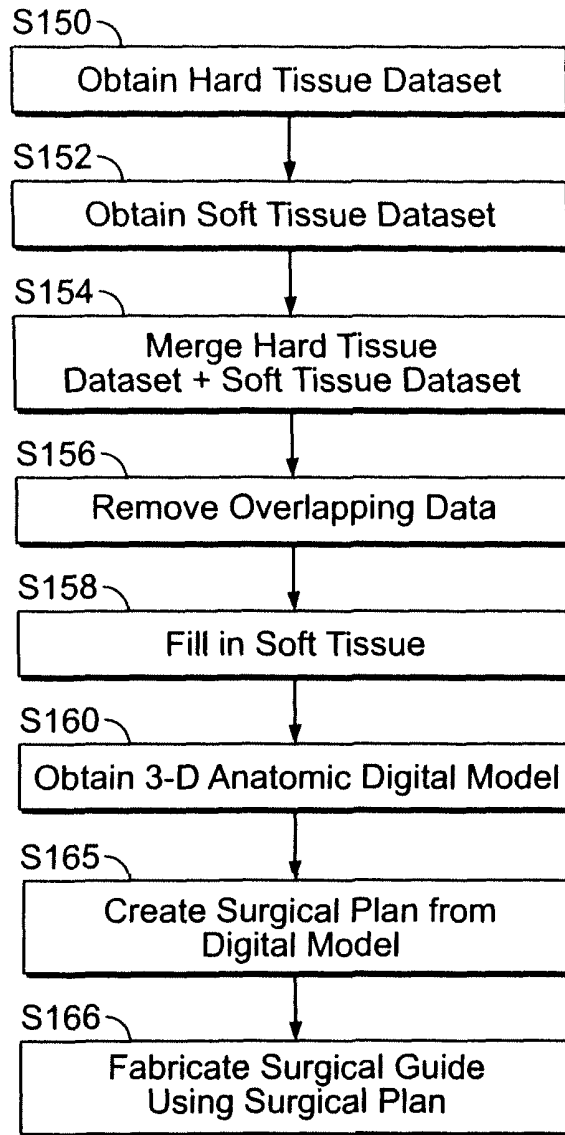 S150
Obtain Hard Tissue Dataset
S152
Obtain Soft Tissue Dataset
S154
Merge Hard Tissue
Dataset + Soft Tissue Dataset
S156
Remove Overlapping Data
S158
Fill in Soft Tissue
S160
Obtain 3-D Anatomic Digital Model
S165
Create Surgical Plan from
Digital Model
S166
Fabricate Surgical Guide
Using Surgical Plan